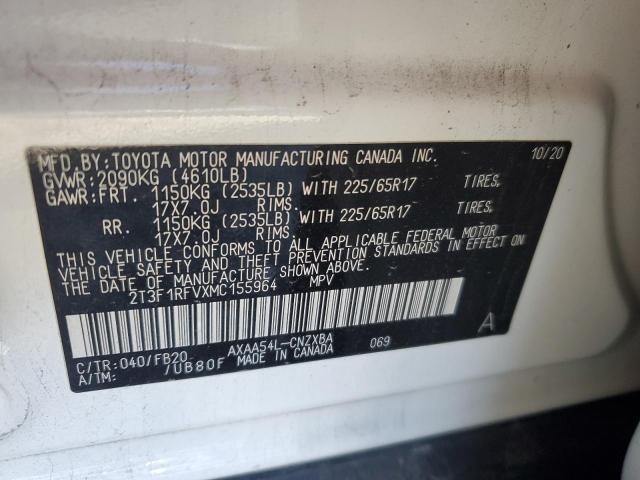 MFD. BY: TOYOTA MOTOR MANUFACTURING CANADA INC. 10/20
GVWR: 2090KG (4610LB)
GAWR: FRT. 1150KG (2535LB) WITH 225/65R17 TIRES.
17X7.0J RIMS.
RR. 1150KG (2535LB) WITH 225/65R17 TIRES.
17X7.0J RIMS.
THIS VEHICLE CONFORMS TO ALL APPLICABLE FEDERAL MOTOR
VEHICLE SAFETY AND THEFT PREVENTION STANDARDS IN EFFECT ON
THE DATE OF MANUFACTURE SHOWN ABOVE.
2T3F1RFVXMC155964 MPV
A
C/TR: 040/FB20 AXAA54L-CNZXBA 069
A/TM: /UB80F MADE IN CANADA